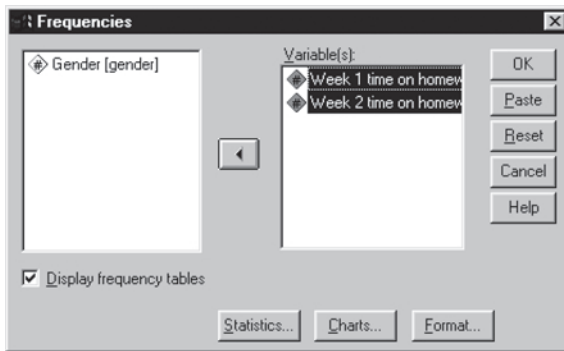 Frequencies
Gender [gender]
Variable(s):
Week 1 time on homew
Week 2 time on homew
OK
Paste
Reset
Cancel
Help
Display frequency tables
Statistics...
Charts...
Format...